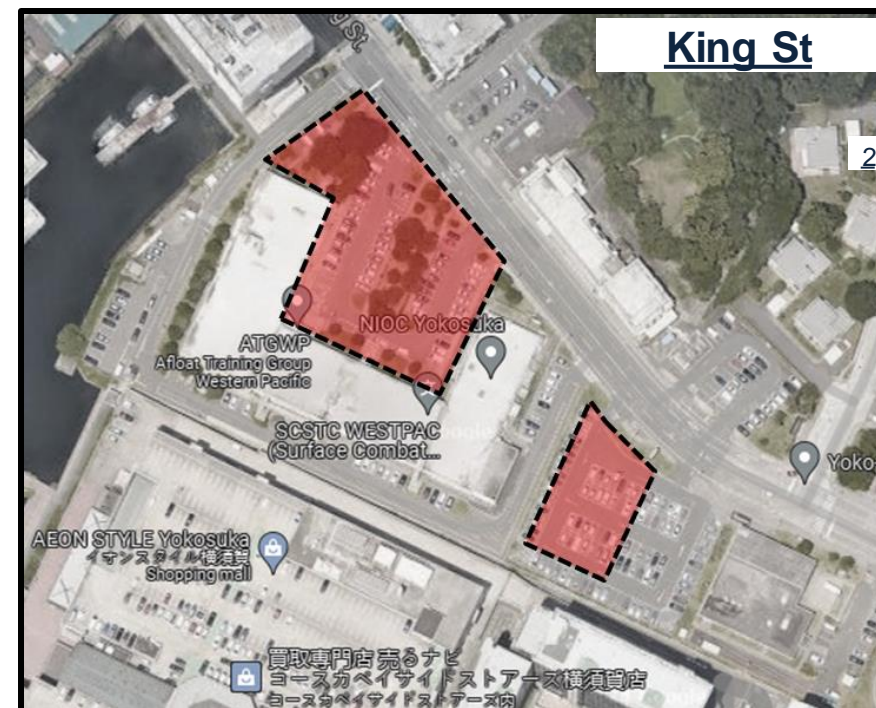 King St
g St.
2
NIOC Yokosuka
ATGWP
Afloat Training Group
Western Pacific
SCSTC WESTPAC
(Surface Combat...
Yoko
AEON STYLE Yokosuka
イオンスタイル横須賀
Shopping mall
買取専門店 売るナビ
コースカベイサイドストアーズ横須賀店
コースカベイサイドストアーズ内